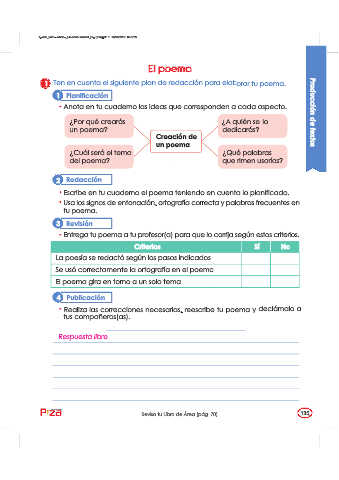 El poema
1 Ten en cuenta el siguiente plan de redacción para elaborar tu poema.
1 Planificación
• Anota en tu cuaderno las ideas que corresponden a cada aspecto.
¿Por qué crearás
un poema?
¿A quién se lo
dedicarás?
Creación de
un poema
¿Cuál será el tema
del poema?
¿Qué palabras
que rimen usarías?
2 Redacción
• Escribe en tu cuaderno el poema teniendo en cuenta lo planificado.
• Usa los signos de entonación, ortografía correcta y palabras frecuentes en
tu poema.
3 Revisión
• Entrega tu poema a tu profesor(a) para que lo corrija según estos criterios.
Criterios Sí No
La poesía se redactó según los pasos indicados
Se usó correctamente la ortografía en el poema
El poema gira en torno a un solo tema
4 Publicación
• Realiza las correcciones necesarias, reescribe tu poema y declámalo a
tus compañeros(as).
Respuesta libre
Revisa tu Libro de Área (pág. 70)
Producción de textos